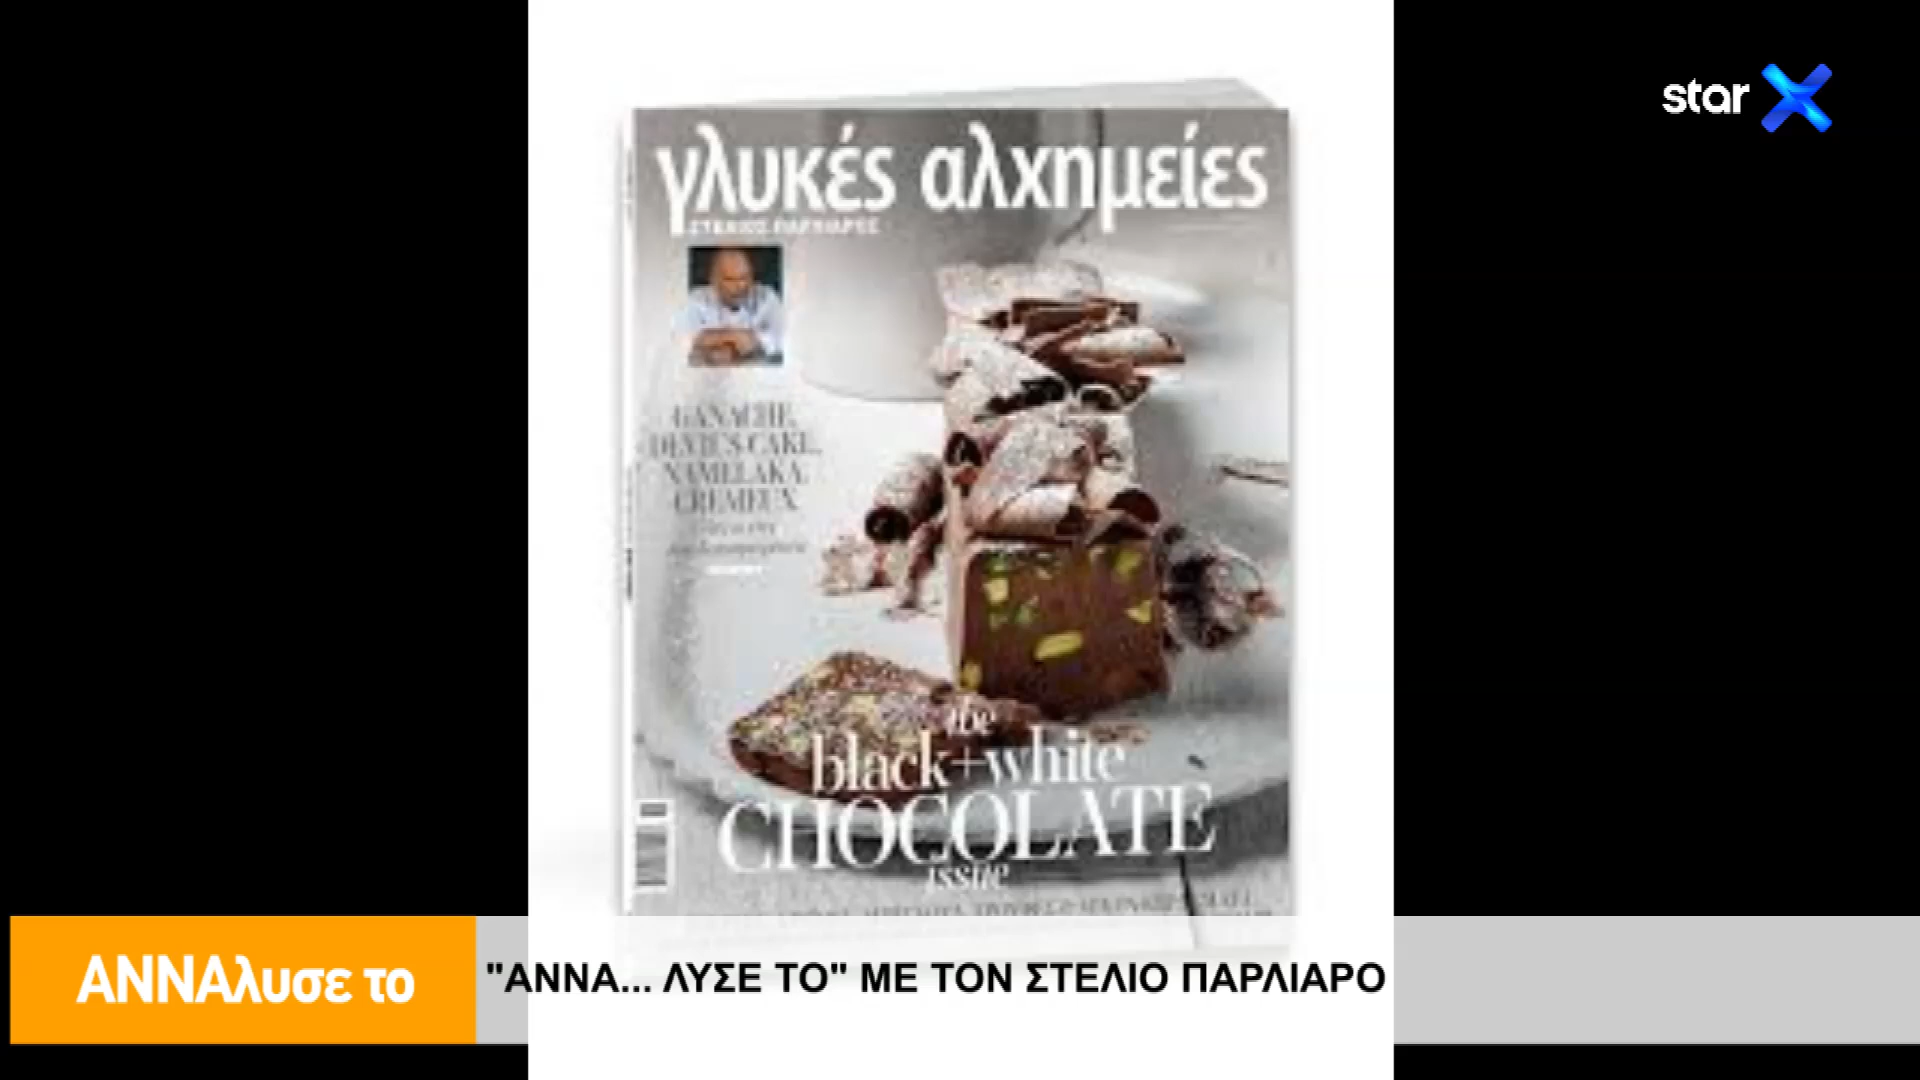 star
γλυκές αλχημείες
ΣΤΕΛΙΟΣ ΠΑΡΛΙΑΡΟΣ
GANACHE,
DEVIL'S CAKE,
NAMELAKA,
CREMEUX
the
black+white
CHOCOLATE
issue
ΑΝΝΑλυσε το
"ΑΝΝΑ... ΛΥΣΕ ΤΟ" ΜΕ ΤΟΝ ΣΤΕΛΙΟ ΠΑΡΛΙΑΡΟ